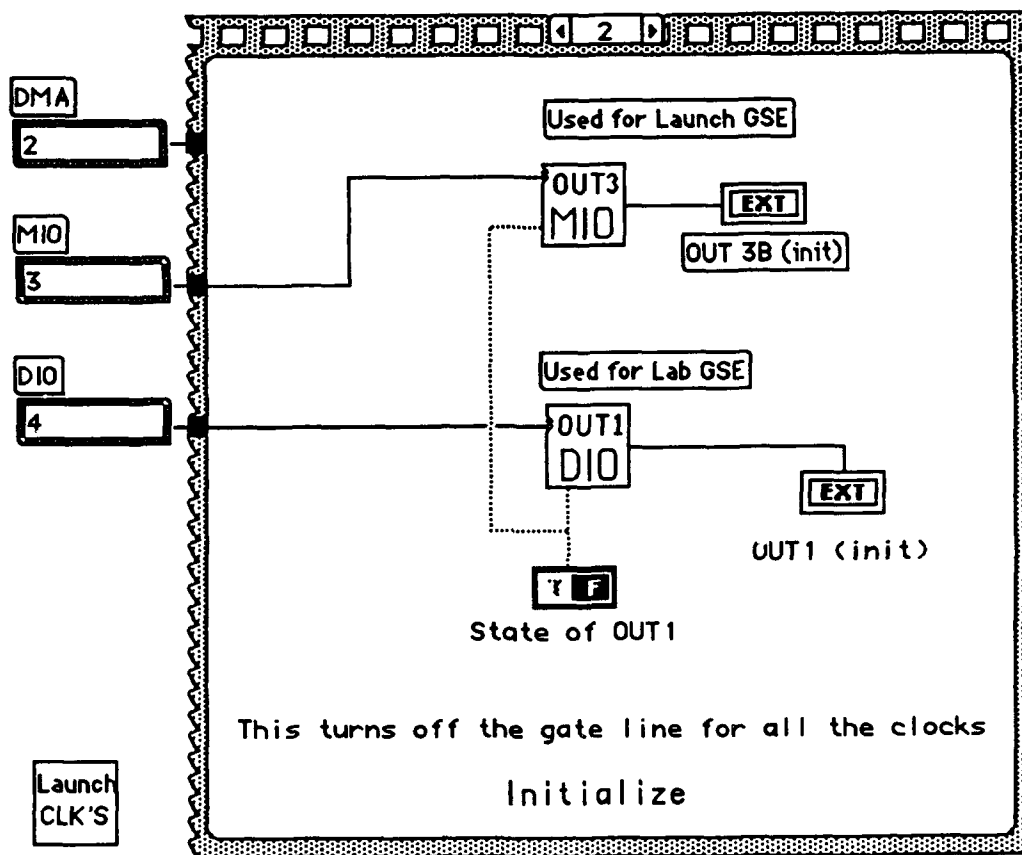 2
DMA
2
Used for Launch GSE
OUT3
MIO
EXT
OUT 3B (init)
MIO
3
DIO
4
Used for Lab GSE
OUT1
DIO
EXT
OUT1 (init)
T F
State of OUT1
This turns off the gate line for all the clocks
Initialize
Launch
CLK'S